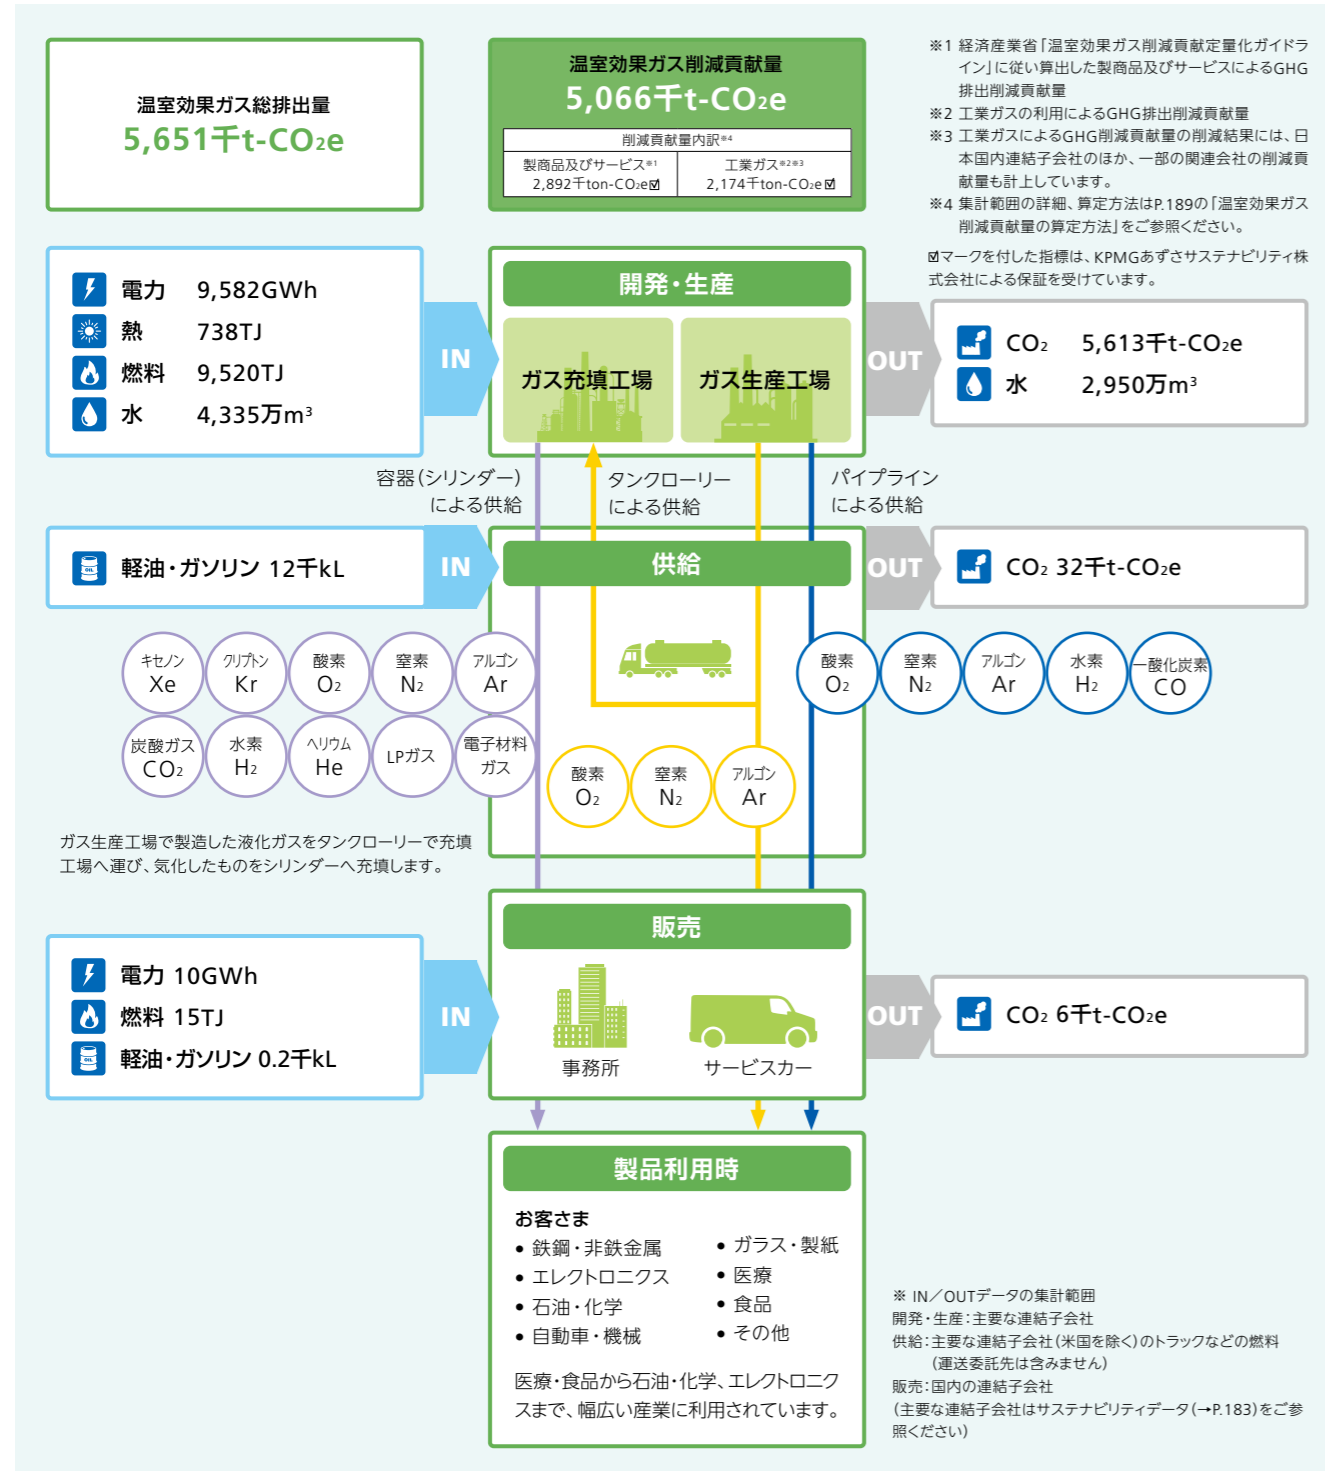 温室効果ガス総排出量
5,651千t-CO2e
温室効果ガス削減貢献量
5,066千t-CO2e
削減貢献量内訳※4
製商品及びサービス※1
2,892千ton-CO2e☑
工業ガス※2※3
2,174千ton-CO2e☑
※1 経済産業省「温室効果ガス削減貢献定量化ガイドラ
イン」に従い算出した製商品及びサービスによるGHG
排出削減貢献量
※2 工業ガスの利用によるGHG排出削減貢献量
※3 工業ガスによるGHG削減貢献量の削減結果には、日
本国内連結子会社のほか、一部の関連会社の削減貢
献量も計上しています。
※4 集計範囲の詳細、算定方法はP.189の「温室効果ガス
削減貢献量の算定方法」をご参照ください。
☑マークを付した指標は、KPMGあずさサステナビリティ株
式会社による保証を受けています。
電力 9,582GWh
熱 738TJ
燃料 9,520TJ
水 4,335万m³
IN
開発・生産
ガス充填工場
ガス生産工場
OUT
CO2 5,613千t-CO2e
水 2,950万m³
容器(シリンダー)
による供給
タンクローリー
による供給
パイプライン
による供給
軽油・ガソリン 12千kL
IN
供給
OUT
CO2 32千t-CO2e
キセノン
Xe
クリプトン
Kr
酸素
O2
窒素
N2
アルゴン
Ar
炭酸ガス
CO2
水素
H2
ヘリウム
He
LPガス
電子材料
ガス
酸素
O2
窒素
N2
アルゴン
Ar
酸素
O2
窒素
N2
アルゴン
Ar
水素
H2
一酸化炭素
CO
ガス生産工場で製造した液化ガスをタンクローリーで充填
工場へ運び、気化したものをシリンダーへ充填します。
電力 10GWh
燃料 15TJ
OIL
軽油・ガソリン 0.2千kL
IN
販売
事務所
サービスカー
OUT
CO2 6千t-CO2e
製品利用時
お客さま
• 鉄鋼・非鉄金属
• エレクトロニクス
• 石油・化学
• 自動車・機械
• ガラス・製紙
• 医療
• 食品
• その他
医療・食品から石油・化学、エレクトロニク
スまで、幅広い産業に利用されています。
※ IN／OUTデータの集計範囲
開発・生産：主要な連結子会社
供給：主要な連結子会社(米国を除く)のトラックなどの燃料
(運送委託先は含みません)
販売：国内の連結子会社
(主要な連結子会社はサステナビリティデータ(→P.183)をご参
照ください)